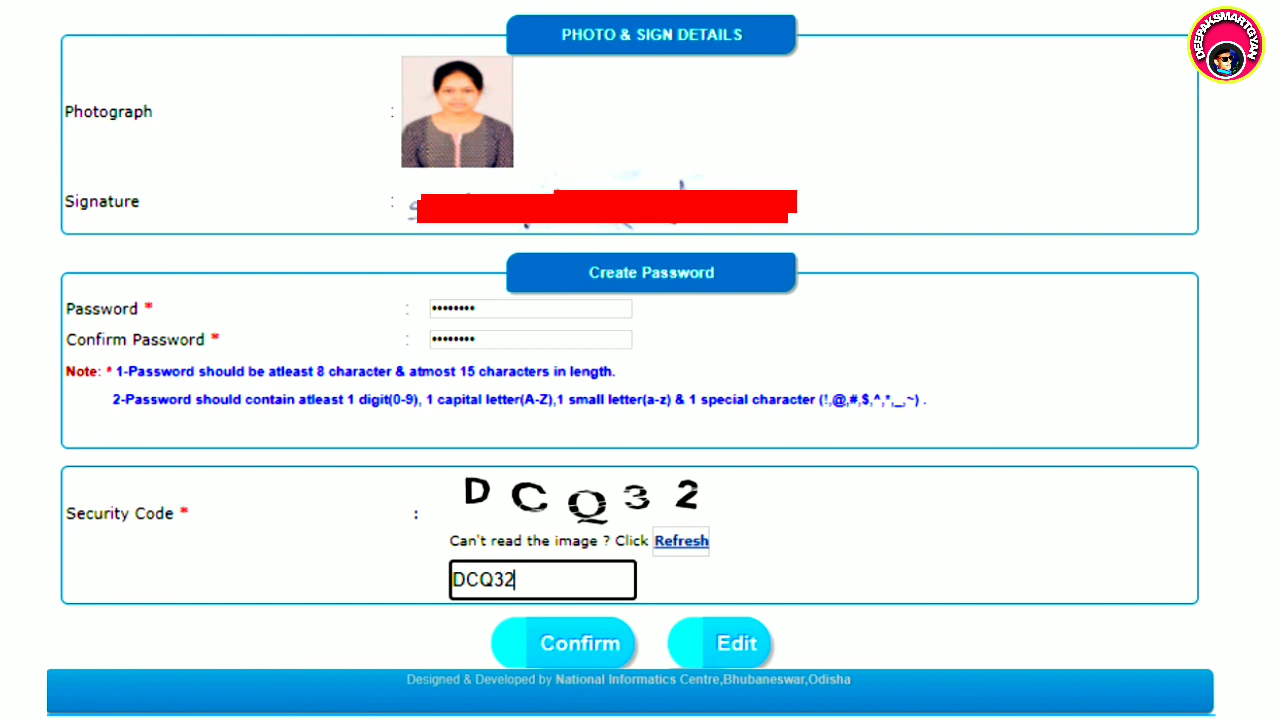 PHOTO & SIGN DETAILS
DEEPAKSMARTGYAN
Photograph :
Signature :
Create Password
Password * : ••••••••
Confirm Password * : ••••••••
Note: * 1-Password should be atleast 8 character & atmost 15 characters in length.
2-Password should contain atleast 1 digit(0-9), 1 capital letter(A-Z),1 small letter(a-z) & 1 special character (!,@,#,$,^,*,_,~) .
D C Q 3 2
Security Code * :
Can't read the image ? Click Refresh
DCQ32
Confirm Edit
Designed & Developed by National Informatics Centre,Bhubaneswar,Odisha